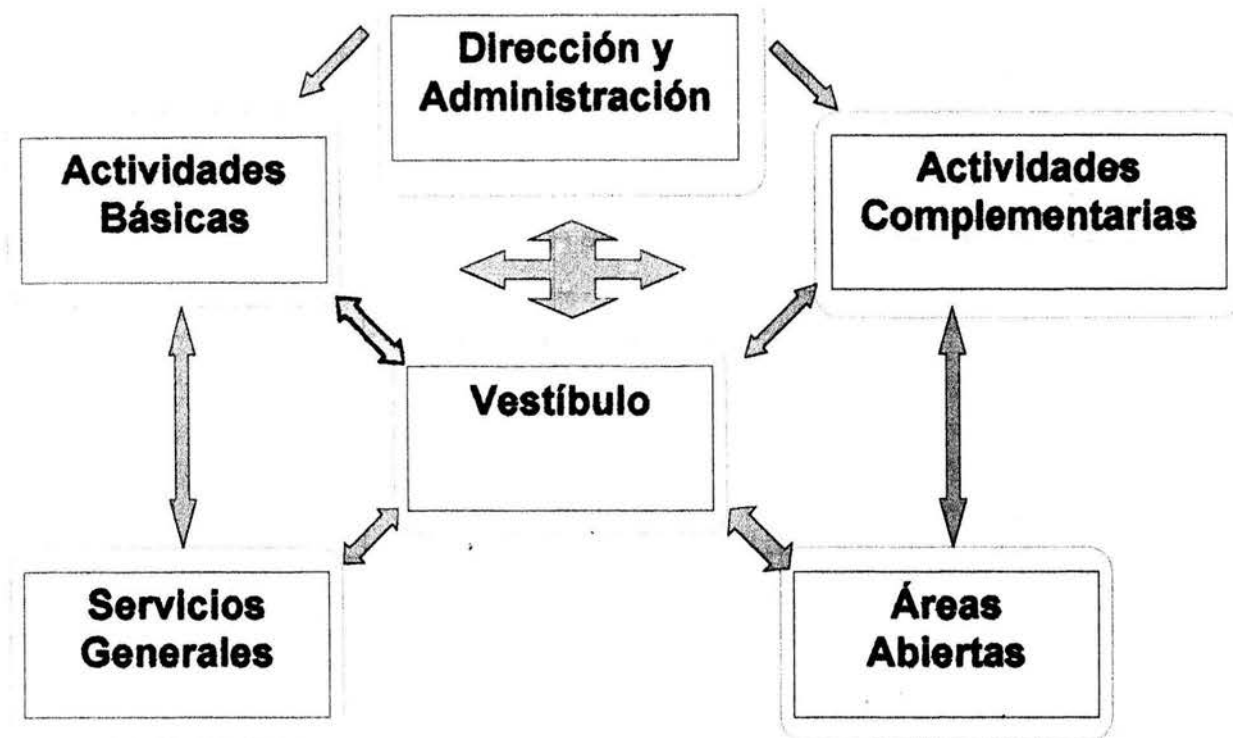 Dirección y
Administración
Actividades
Básicas
Actividades
Complementarias
Vestíbulo
Servicios
Generales
Áreas
Abiertas